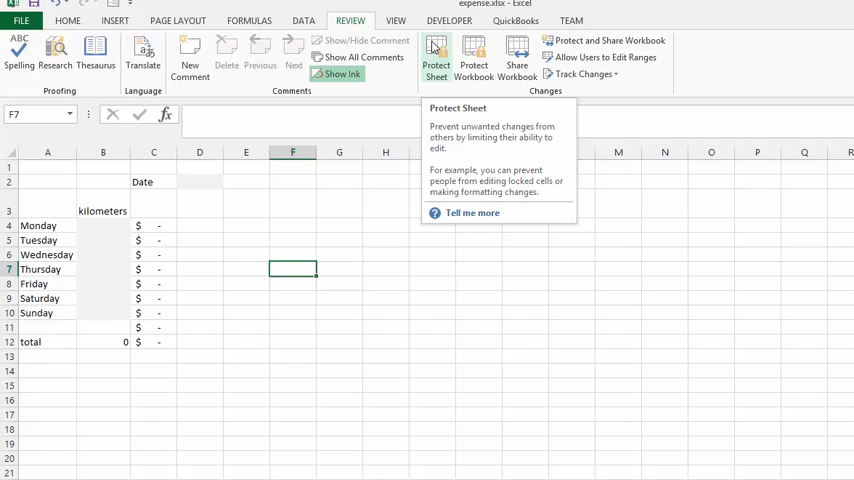 expense.xlsx - Excel
FILE HOME INSERT PAGE LAYOUT FORMULAS DATA REVIEW VIEW DEVELOPER QuickBooks TEAM
ABC
Spelling Research Thesaurus
Proofing
Translate
Language
New Comment
Delete Previous Next
Show/Hide Comment
Show All Comments
Show Ink
Comments
Protect Sheet
Protect Workbook
Share Workbook
Protect and Share Workbook
Allow Users to Edit Ranges
Track Changes
Changes
F7 fx
Protect Sheet
Prevent unwanted changes from
others by limiting their ability to
edit.
For example, you can prevent
people from editing locked cells or
making formatting changes.
? Tell me more
A B C D E F G H M N O P Q R
1
2 Date
3 kilometers
4 Monday $ -
5 Tuesday $ -
6 Wednesday $ -
7 Thursday $ -
8 Friday $ -
9 Saturday $ -
10 Sunday $ -
11 $ -
12 total 0 $ -
13
14
15
16
17
18
19
20
21